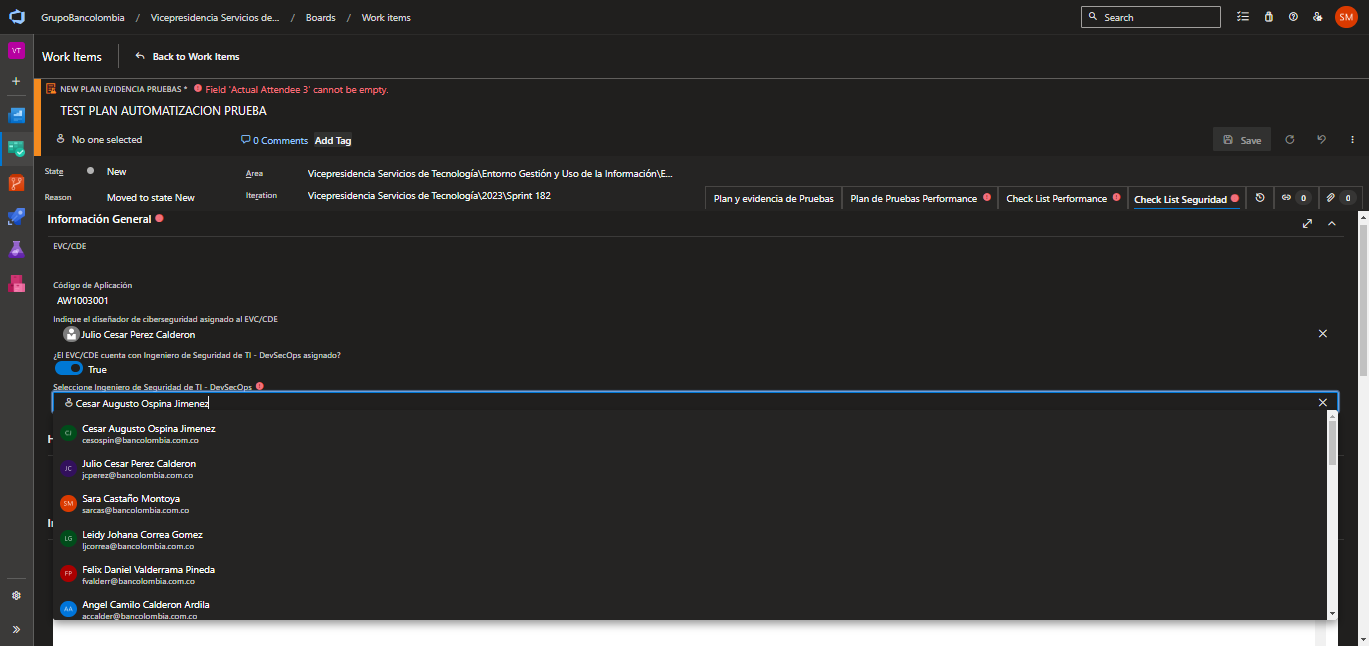 GrupoBancolombia / Vicepresidencia Servicios de... / Boards / Work items
Search
SM
VT
Work Items
Back to Work Items
NEW PLAN EVIDENCIA PRUEBAS * Field 'Actual Attendee 3' cannot be empty.
TEST PLAN AUTOMATIZACION PRUEBA
No one selected
0 Comments
Add Tag
Save
State
New
Area
Vicepresidencia Servicios de Tecnología\Entorno Gestión y Uso de la Información\E...
Reason
Moved to state New
Iteration
Vicepresidencia Servicios de Tecnología\2023\Sprint 182
Plan y evidencia de Pruebas
Plan de Pruebas Performance
Check List Performance
Check List Seguridad
0
0
Información General
EVC/CDE
Código de Aplicación
AW1003001
Indique el diseñador de ciberseguridad asignado al EVC/CDE
Julio Cesar Perez Calderon
¿El EVC/CDE cuenta con Ingeniero de Seguridad de TI - DevSecOps asignado?
True
Seleccione Ingeniero de Seguridad de TI - DevSecOps
Cesar Augusto Ospina Jimenez
CJ
Cesar Augusto Ospina Jimenez
cesospin@bancolombia.com.co
JC
Julio Cesar Perez Calderon
jcperez@bancolombia.com.co
SM
Sara Castaño Montoya
sarcas@bancolombia.com.co
LG
Leidy Johana Correa Gomez
ljcorrea@bancolombia.com.co
FP
Felix Daniel Valderrama Pineda
fvalderr@bancolombia.com.co
AA
Angel Camilo Calderon Ardila
accalder@bancolombia.com.co